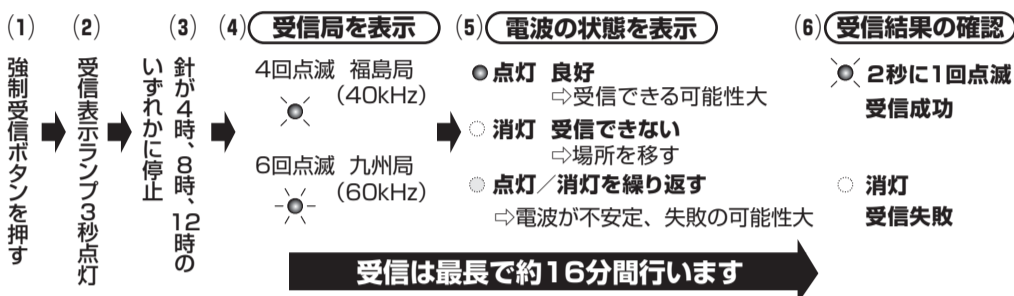 (1)
強制受信ボタンを押す
(2)
受信表示ランプ3秒点灯
(3)
針が4時、8時、12時の
いずれかに停止
(4) 受信局を表示
4回点滅 福島局
(40kHz)
6回点滅 九州局
(60kHz)
(5) 電波の状態を表示
点灯 良好
⇨受信できる可能性大
消灯 受信できない
⇨場所を移す
点灯/消灯を繰り返す
⇨電波が不安定、失敗の可能性大
(6) 受信結果の確認
2秒に1回点滅
受信成功
消灯
受信失敗
受信は最長で約16分間行います